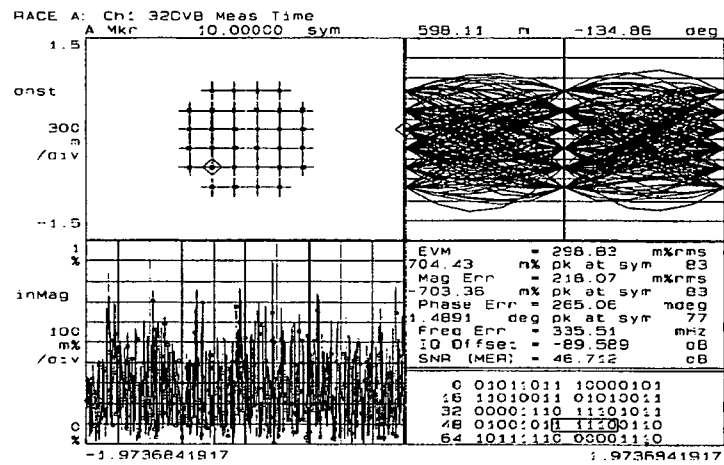 RACE A: Ch1 32DVB Meas Time
A Mkr 10.00000 sym 598.11 m -134.86 deg
1.5
onst
300
m
/div
-1.5
1
%
inMag
100
m%
/div
0
%
-1.9736841917 1.9736841917
EVM = 298.83 m%rms
704.43 m% pk at sym 83
Mag Err = 218.07 m%rms
-703.36 m% pk at sym 83
Phase Err = 265.06 mdeg
1.4891 deg pk at sym 77
Freq Err = 335.51 mHz
IQ Offset = -89.589 dB
SNR (MER) = 46.712 dB
0 01011011 10000101
16 11010011 01010011
32 00001110 11101011
48 01001011 11100110
64 10111110 00001110